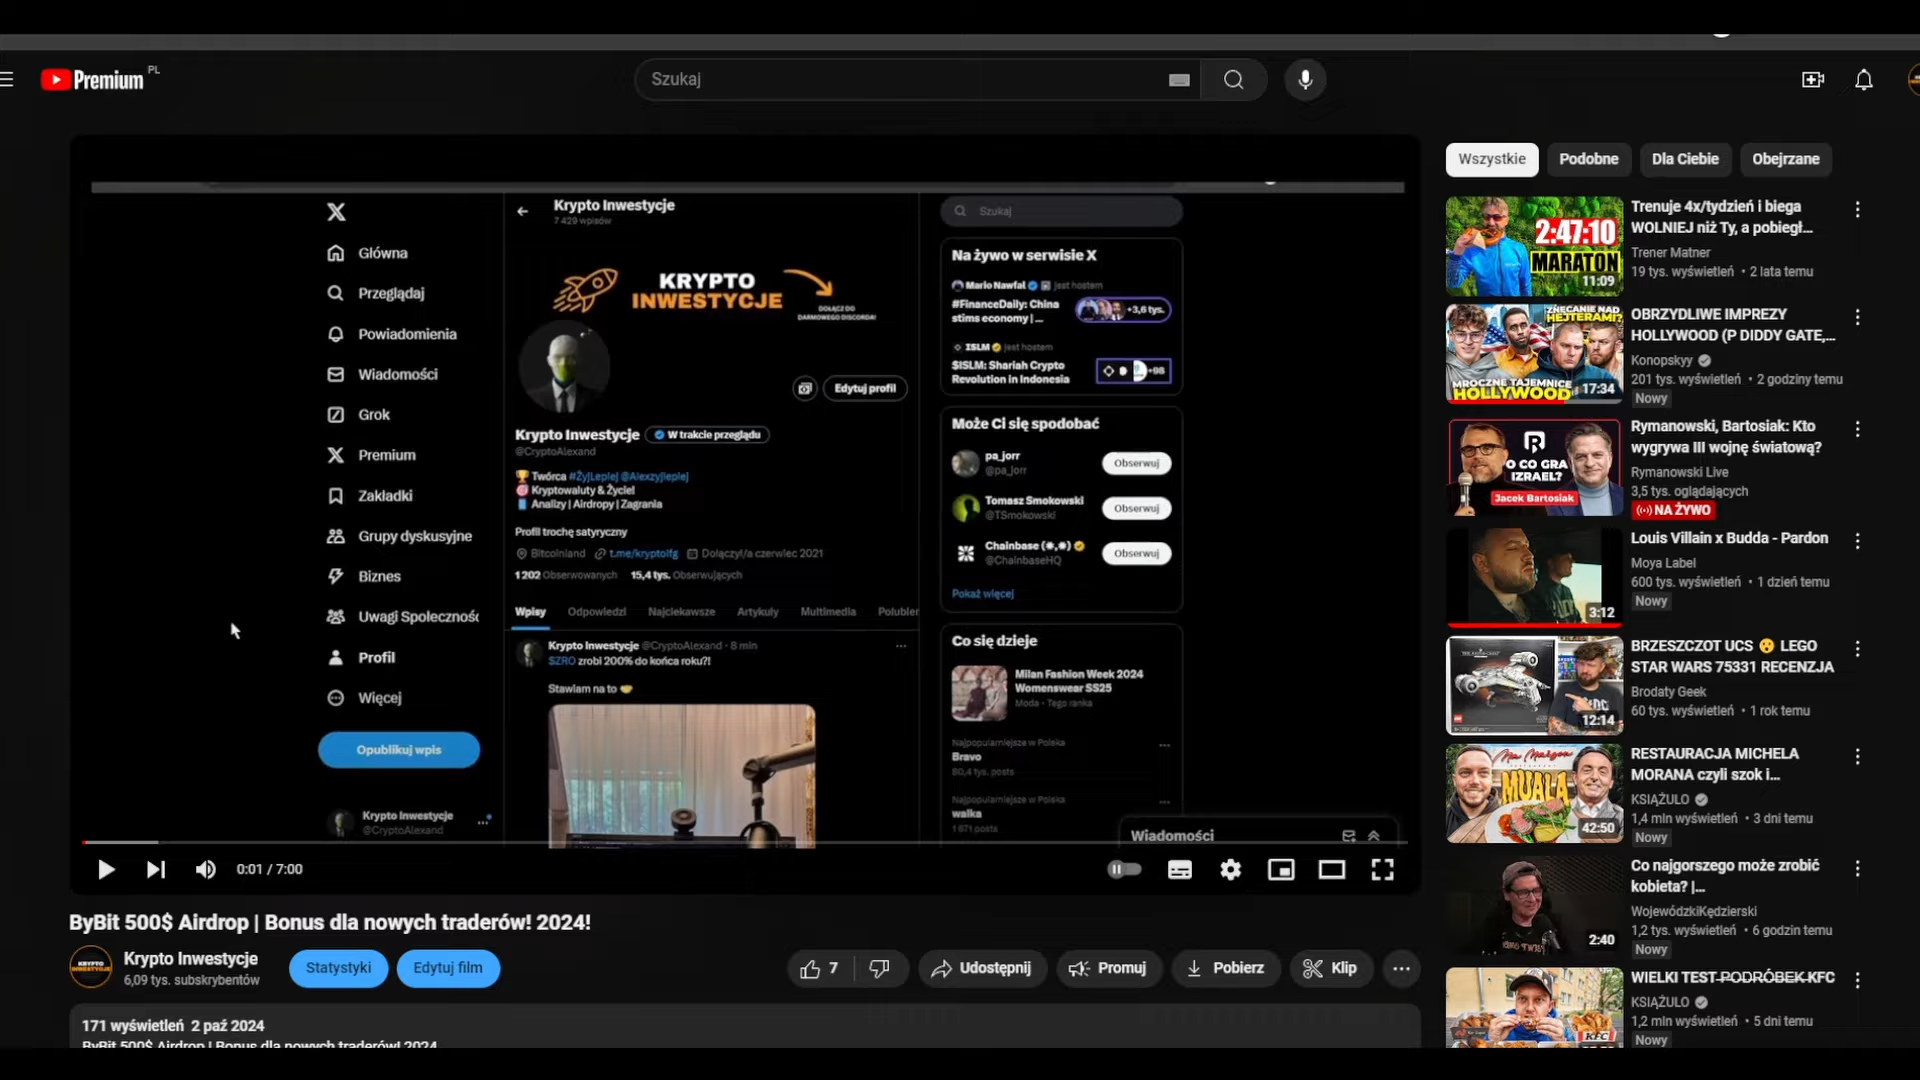 Premium PL
Szukaj
Krypto Inwestycje
7 429 wpisów
Szukaj
Główna
Przeglądaj
Powiadomienia
Wiadomości
Grok
Premium
Zakładki
Grupy dyskusyjne
Biznes
Uwagi Społecznośc
Profil
Więcej
Opublikuj wpis
Krypto Inwestycje
@CryptoAlexand
KRYPTO
INWESTYCJE
DOŁĄCZ DO
DARMOWEGO DISCORDA!
Edytuj profil
Krypto Inwestycje W trakcie przeglądu
@CryptoAlexand
Twórca #ŻyjLepiej @Alexzyjlepiej
Kryptowaluty & Życie!
Analizy | Airdropy | Zagrania
Profil trochę satyryczny
Bitcoinland t.me/kryptoifg Dołączył/a czerwiec 2021
1 202 Obserwowanych 15,4 tys. Obserwujących
Wpisy Odpowiedzi Najciekawsze Artykuły Multimedia Polubier
Krypto Inwestycje @CryptoAlexand · 8 min
$ZRO zrobi 200% do końca roku?!
Stawiam na to
Na żywo w serwisie X
Mario Nawfal jest hostem
#FinanceDaily: China
stims economy | ...
+3,6 tys.
ISLM jest hostem
$ISLM: Shariah Crypto
Revolution in Indonesia
+98
Może Ci się spodobać
pa_jorr
@pa_jorr
Obserwuj
Tomasz Smokowski
@TSmokowski
Obserwuj
Chainbase
@ChainbaseHQ
Obserwuj
Pokaż więcej
Co się dzieje
Milan Fashion Week 2024
Womenswear SS25
Moda · Tego ranka
Najpopularniejsze w Polska
Bravo
80,4 tys. posts
Najpopularniejsze w Polska
walka
1 671 posts
Wiadomości
0:01 / 7:00
ByBit 500$ Airdrop | Bonus dla nowych traderów! 2024!
KRYPTO
INWESTYCJE
Krypto Inwestycje
6,09 tys. subskrybentów
Statystyki
Edytuj film
7
Udostępnij
Promuj
Pobierz
Klip
171 wyświetleń 2 paź 2024
ByBit 500$ Airdrop | Bonus dla nowych traderów! 2024
Wszystkie Podobne Dla Ciebie Obejrzane
2:47:10
MARATON
11:09
Trenuje 4x/tydzień i biega
WOLNIEJ niż Ty, a pobiegł...
Trener Matner
19 tys. wyświetleń • 2 lata temu
ZNĘCANIE NAD
HEJTERAMI?
MROCZNE TAJEMNICE
HOLLYWOOD
17:34
OBRZYDLIWE IMPREZY
HOLLYWOOD (P DIDDY GATE,...
Konopskyy
201 tys. wyświetleń • 2 godziny temu
Nowy
R
O CO GRA
IZRAEL?
Jacek Bartosiak
Rymanowski, Bartosiak: Kto
wygrywa III wojnę światową?
Rymanowski Live
3,5 tys. oglądających
NA ŻYWO
3:12
Louis Villain x Budda - Pardon
Moya Label
600 tys. wyświetleń • 1 dzień temu
Nowy
12:14
BRZESZCZOT UCS 😯 LEGO
STAR WARS 75331 RECENZJA
Brodaty Geek
60 tys. wyświetleń • 1 rok temu
MUALA
42:50
RESTAURACJA MICHELA
MORANA czyli szok i...
KSIĄŻULO
1,4 mln wyświetleń • 3 dni temu
Nowy
2:40
Co najgorszego może zrobić
kobieta? |...
WojewódzkiKędzierski
1,2 tys. wyświetleń • 6 godzin temu
Nowy
KFC
WIELKI TEST PODRÓBEK KFC
KSIĄŻULO
1,2 mln wyświetleń • 5 dni temu
Nowy